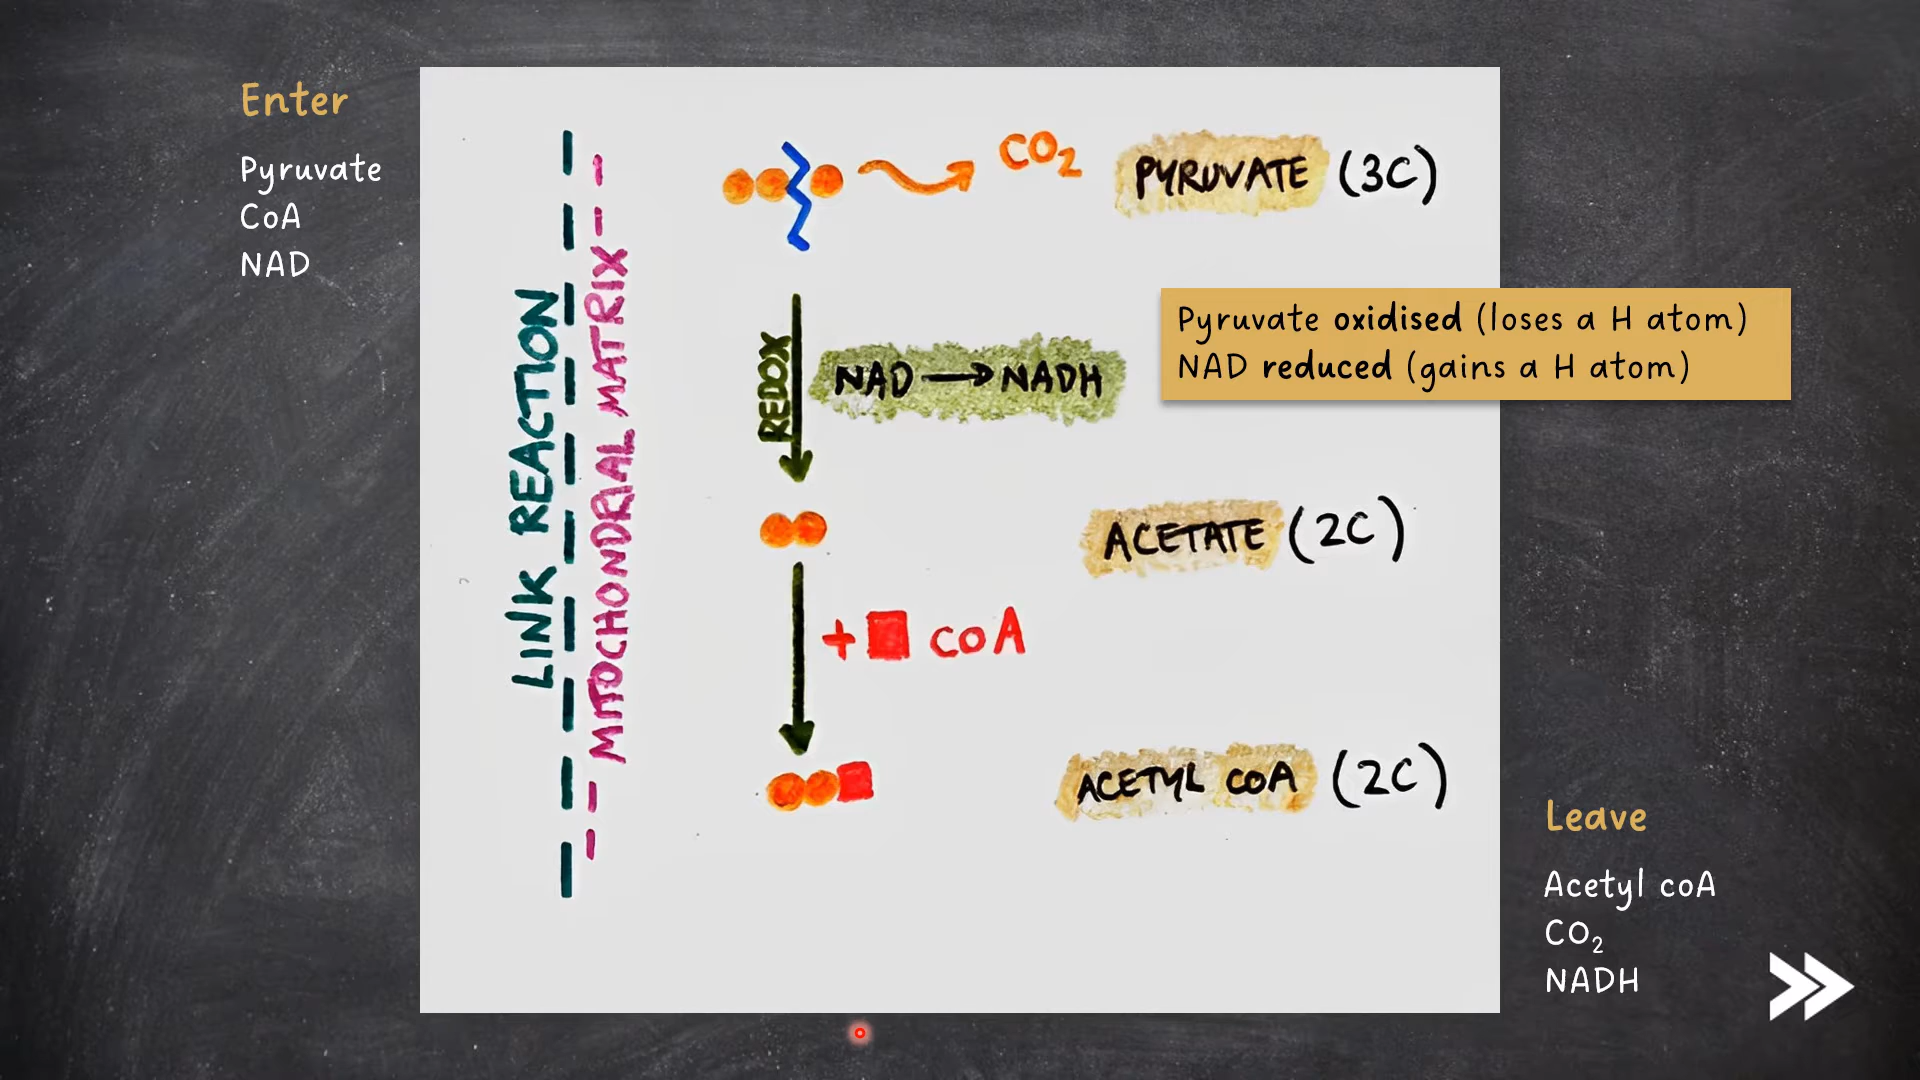 Enter
Pyruvate
CoA
NAD
LINK REACTION
MITOCHONDRIAL MATRIX
CO2
PYRUVATE (3C)
REDOX
NAD → NADH
Pyruvate oxidised (loses a H atom)
NAD reduced (gains a H atom)
ACETATE (2C)
+ COA
ACETYL COA (2C)
Leave
Acetyl coA
CO₂
NADH